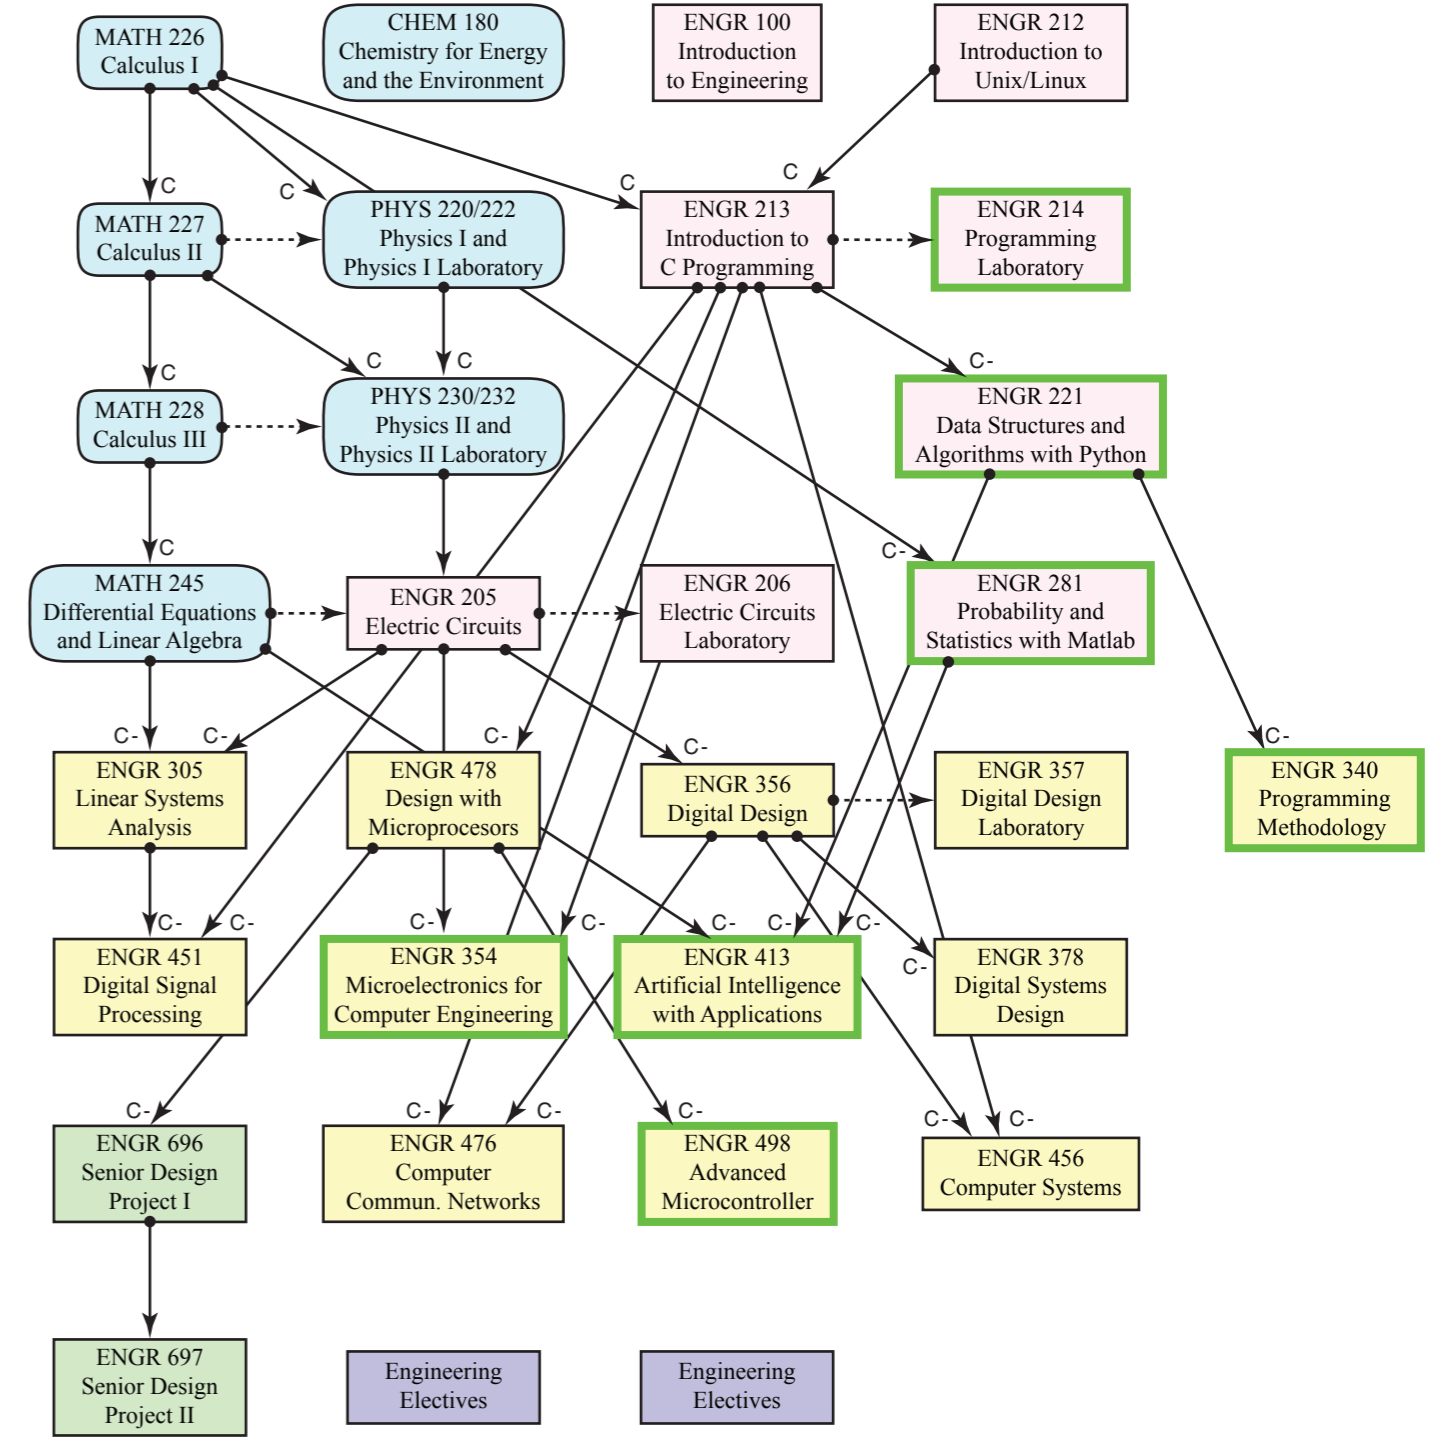 MATH 226
Calculus I
CHEM 180
Chemistry for Energy
and the Environment
ENGR 100
Introduction
to Engineering
ENGR 212
Introduction to
Unix/Linux
C
C
C
C
MATH 227
Calculus II
PHYS 220/222
Physics I and
Physics I Laboratory
ENGR 213
Introduction to
C Programming
ENGR 214
Programming
Laboratory
C
C
C
C-
MATH 228
Calculus III
PHYS 230/232
Physics II and
Physics II Laboratory
ENGR 221
Data Structures and
Algorithms with Python
C
C-
MATH 245
Differential Equations
and Linear Algebra
ENGR 205
Electric Circuits
ENGR 206
Electric Circuits
Laboratory
ENGR 281
Probability and
Statistics with Matlab
C-
C-
C-
C-
C-
ENGR 305
Linear Systems
Analysis
ENGR 478
Design with
Microprocesors
ENGR 356
Digital Design
ENGR 357
Digital Design
Laboratory
ENGR 340
Programming
Methodology
C-
C-
C-
C-
C-
C-
C-
C-
ENGR 451
Digital Signal
Processing
ENGR 354
Microelectronics for
Computer Engineering
ENGR 413
Artificial Intelligence
with Applications
ENGR 378
Digital Systems
Design
C-
C-
C-
C-
C-
C-
ENGR 696
Senior Design
Project I
ENGR 476
Computer
Commun. Networks
ENGR 498
Advanced
Microcontroller
ENGR 456
Computer Systems
ENGR 697
Senior Design
Project II
Engineering
Electives
Engineering
Electives